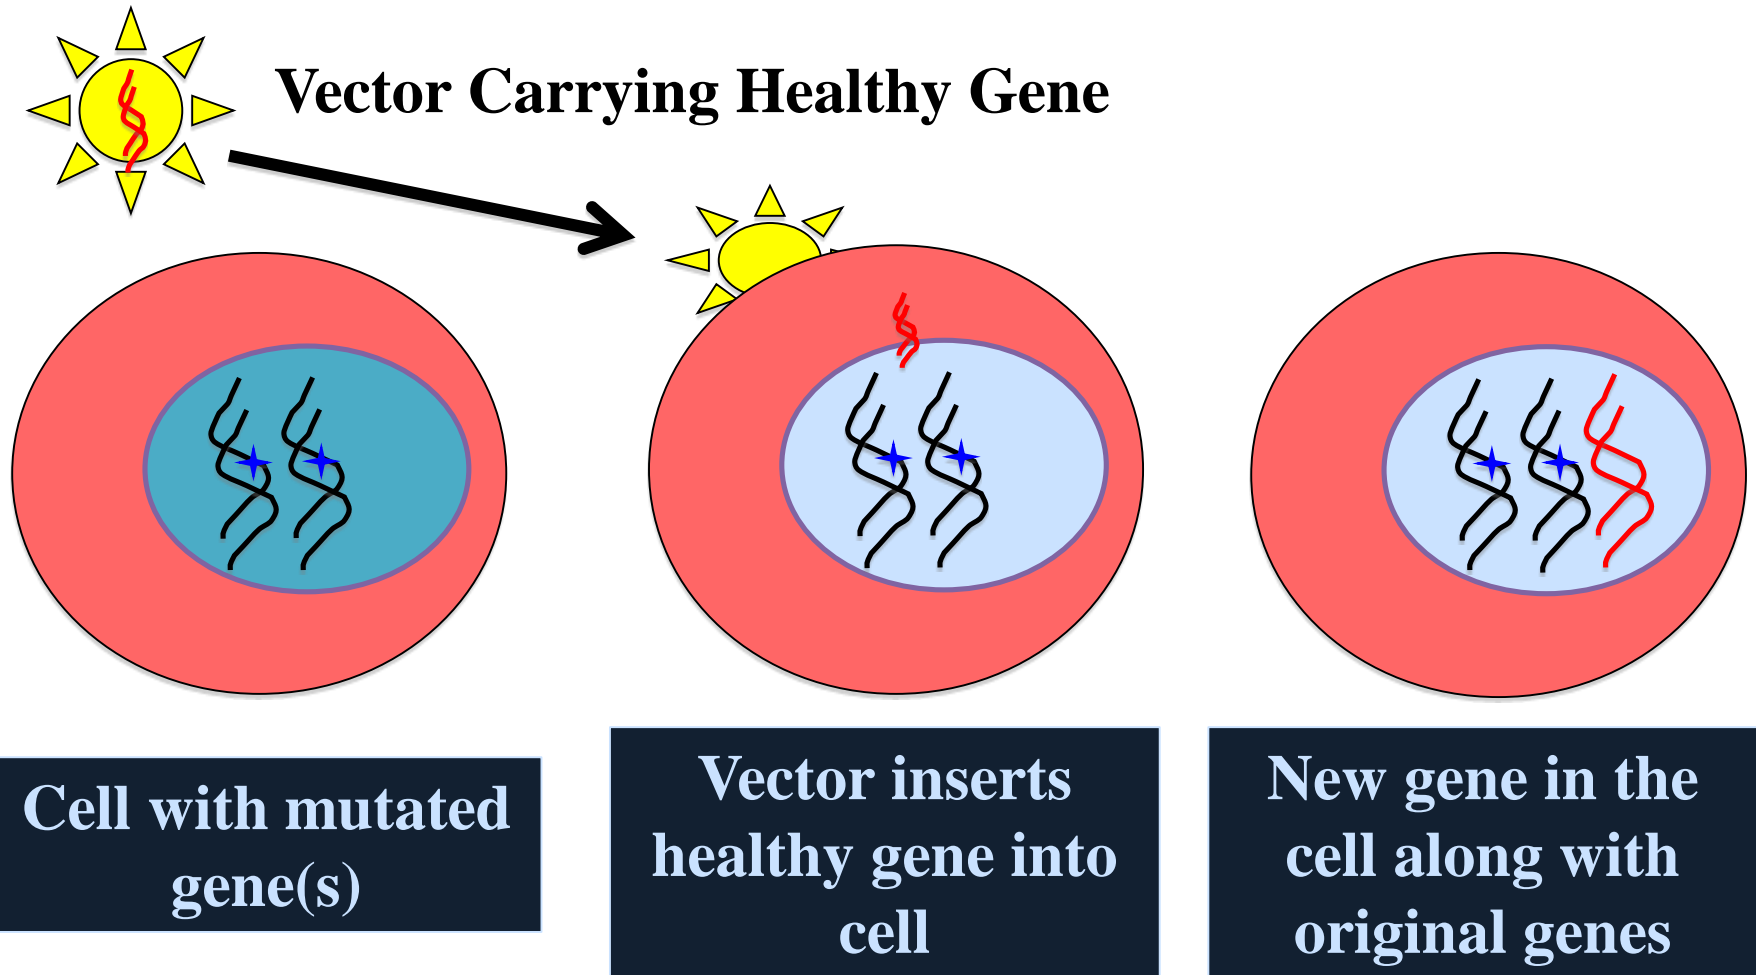 Vector Carrying Healthy Gene
Cell with mutated
gene(s)
Vector inserts
healthy gene into
cell
New gene in the
cell along with
original genes